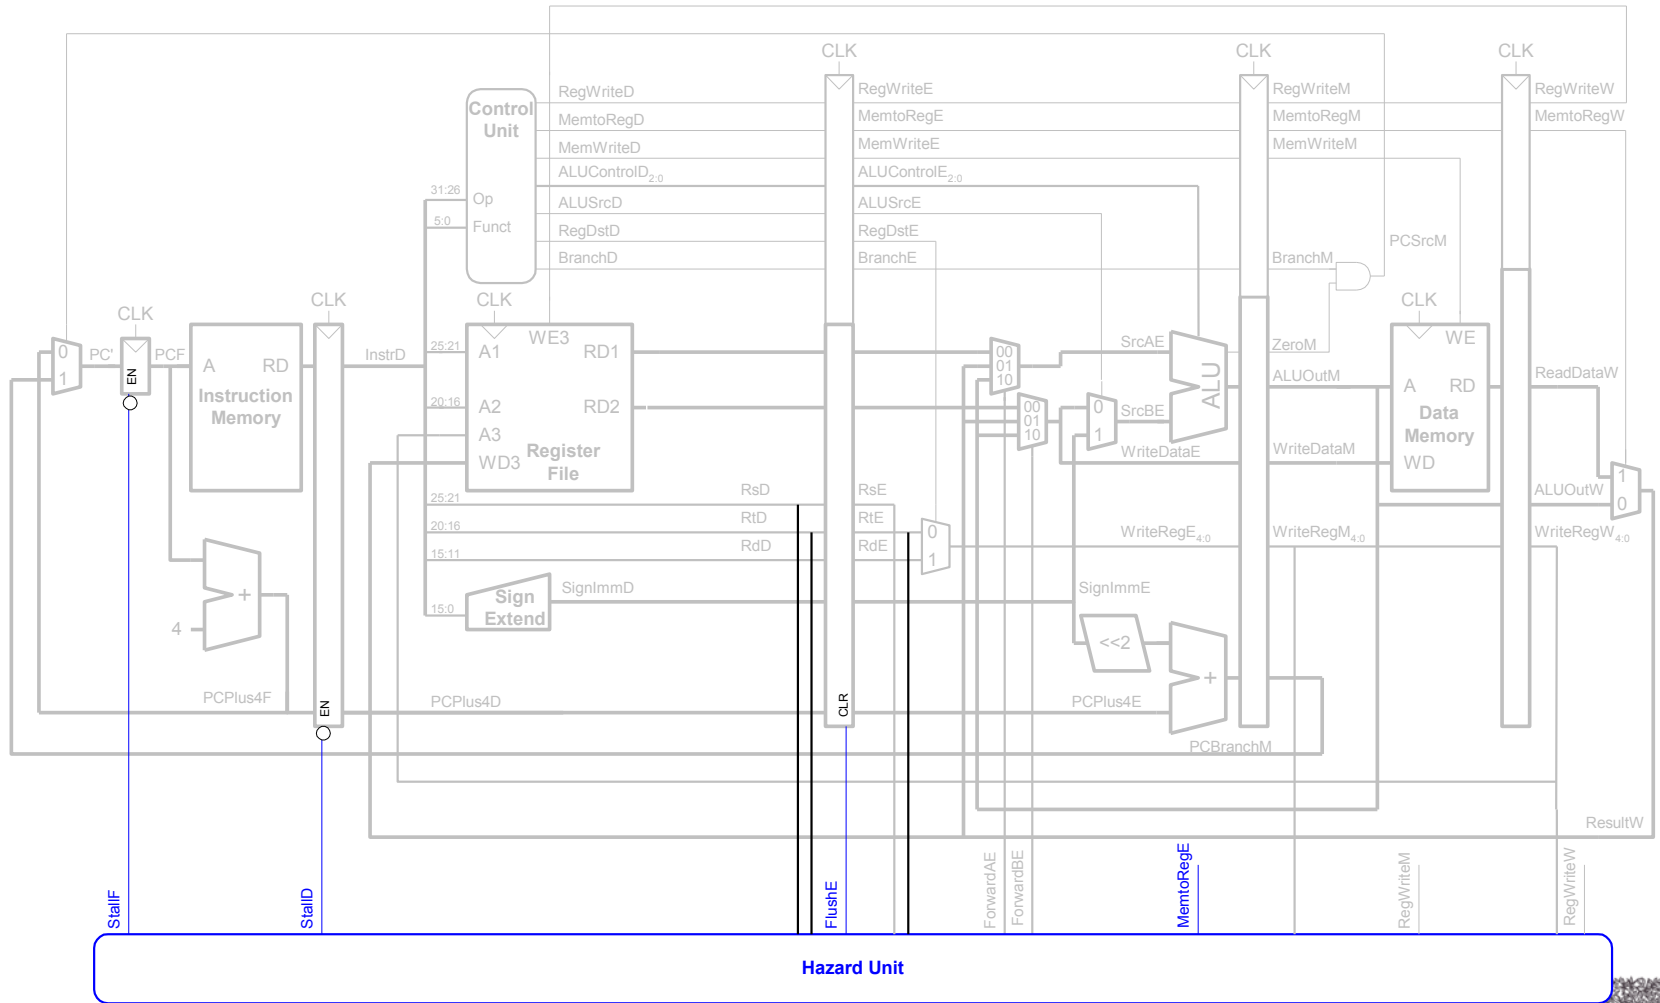 CLK
CLK
CLK
Control
Unit
RegWriteD
MemtoRegD
MemWriteD
ALUControlD2:0
ALUSrcD
RegDstD
BranchD
31:26
Op
5:0
Funct
RegWriteE
MemtoRegE
MemWriteE
ALUControlE2:0
ALUSrcE
RegDstE
BranchE
RegWriteM
MemtoRegM
MemWriteM
BranchM
PCSrcM
RegWriteW
MemtoRegW
CLK
CLK
CLK
CLK
0
1
PC'
EN
PCF
A
RD
Instruction
Memory
InstrD
25:21
A1
WE3
RD1
20:16
A2
RD2
A3
WD3
Register
File
00
01
10
00
01
10
0
1
SrcAE
SrcBE
ALU
ZeroM
ALUOutM
WriteDataE
WriteDataM
WE
A
RD
Data
Memory
WD
ReadDataW
ALUOutW
1
0
25:21
RsD
RsE
20:16
RtD
RtE
15:11
RdD
RdE
0
1
WriteRegE4:0
WriteRegM4:0
WriteRegW4:0
15:0
Sign
Extend
SignImmD
SignImmE
+
4
<<2
+
PCPlus4F
EN
PCPlus4D
CLR
PCPlus4E
PCBranchM
ResultW
StallF
StallD
FlushE
ForwardAE
ForwardBE
MemtoRegE
RegWriteM
RegWriteW
Hazard Unit